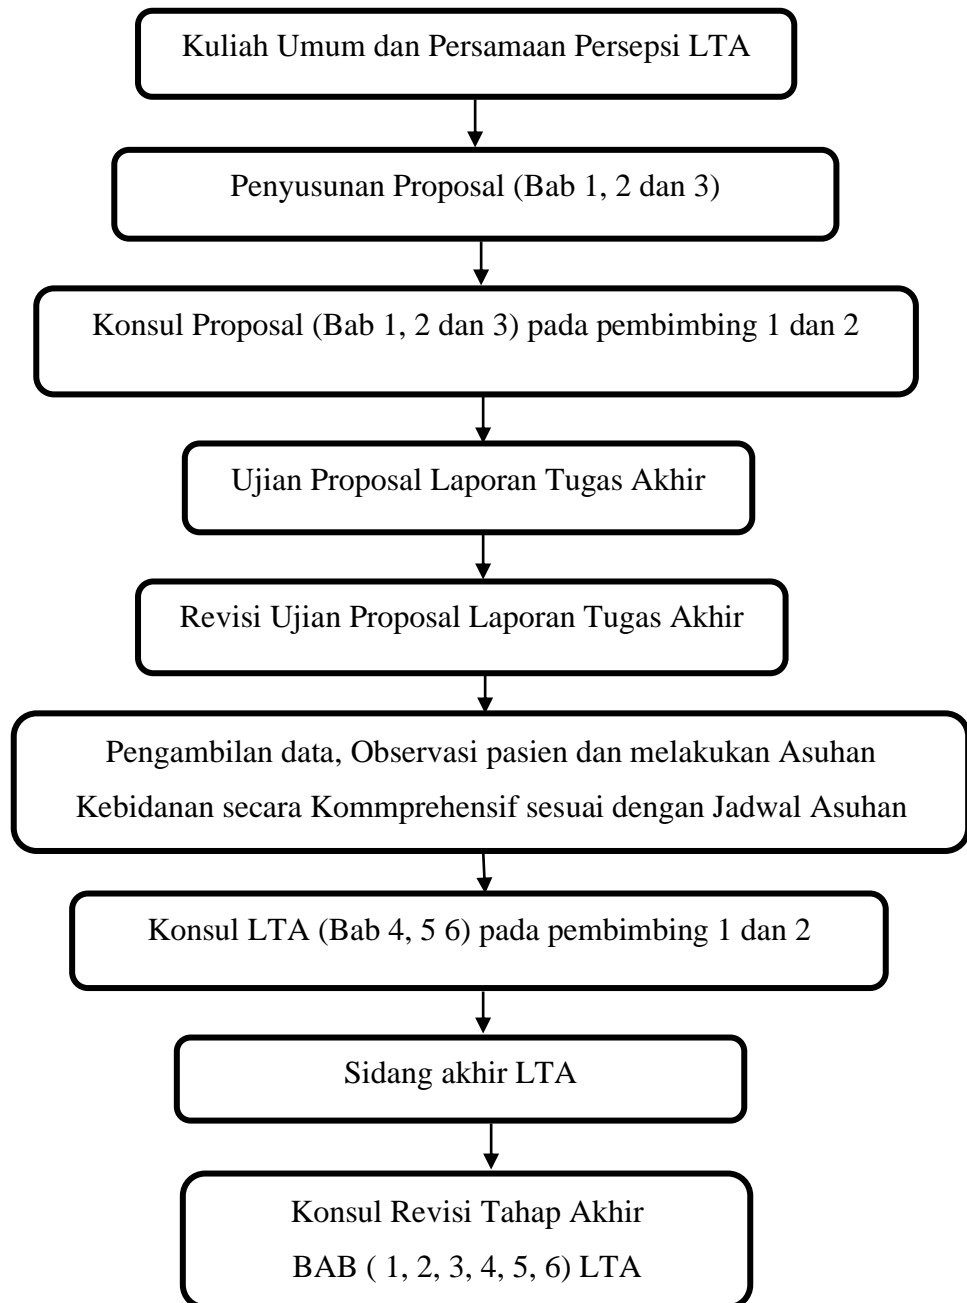 Kuliah Umum dan Persamaan Persepsi LTA
Penyusunan Proposal (Bab 1, 2 dan 3)
Konsul Proposal (Bab 1, 2 dan 3) pada pembimbing 1 dan 2
Ujian Proposal Laporan Tugas Akhir
Revisi Ujian Proposal Laporan Tugas Akhir
Pengambilan data, Observasi pasien dan melakukan Asuhan
Kebidanan secara Kommprehensif sesuai dengan Jadwal Asuhan
Konsul LTA (Bab 4, 5 6) pada pembimbing 1 dan 2
Sidang akhir LTA
Konsul Revisi Tahap Akhir
BAB ( 1, 2, 3, 4, 5, 6) LTA